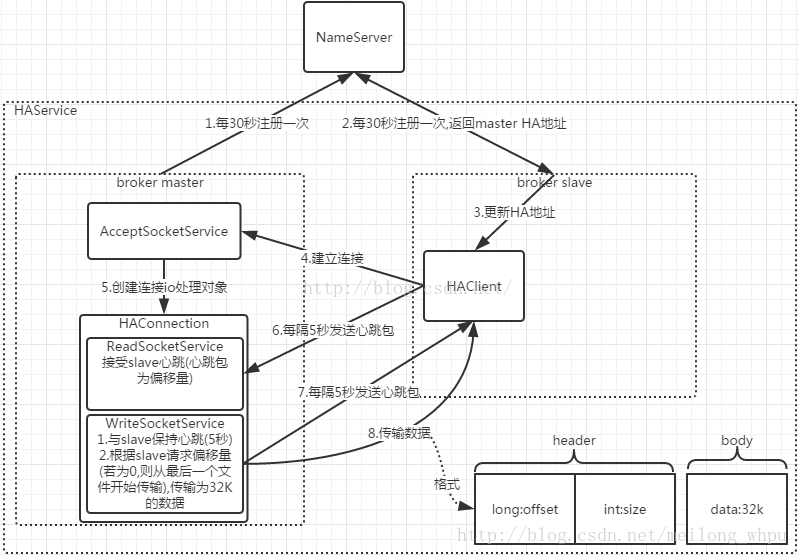 NameServer
HAService
1.每30秒注册一次
2.每30秒注册一次,返回master HA地址
broker master
broker slave
AcceptSocketService
3.更新HA地址
4.建立连接
HAClient
http://blog.csdn.net/
5.创建连接io处理对象
HAConnection
6.每隔5秒发送心跳包
ReadSocketService
接受slave心跳(心跳包
为偏移量)
7.每隔5秒发送心跳包
WriteSocketService
1.与slave保持心跳(5秒)
2.根据slave请求偏移量
(若为0,则从最后一个文
件开始传输),传输为32K
的数据
8.传输数据
header
body
格式
long:offset
int:size
data:32k
http://blog.csdn.net/meilong_whpu